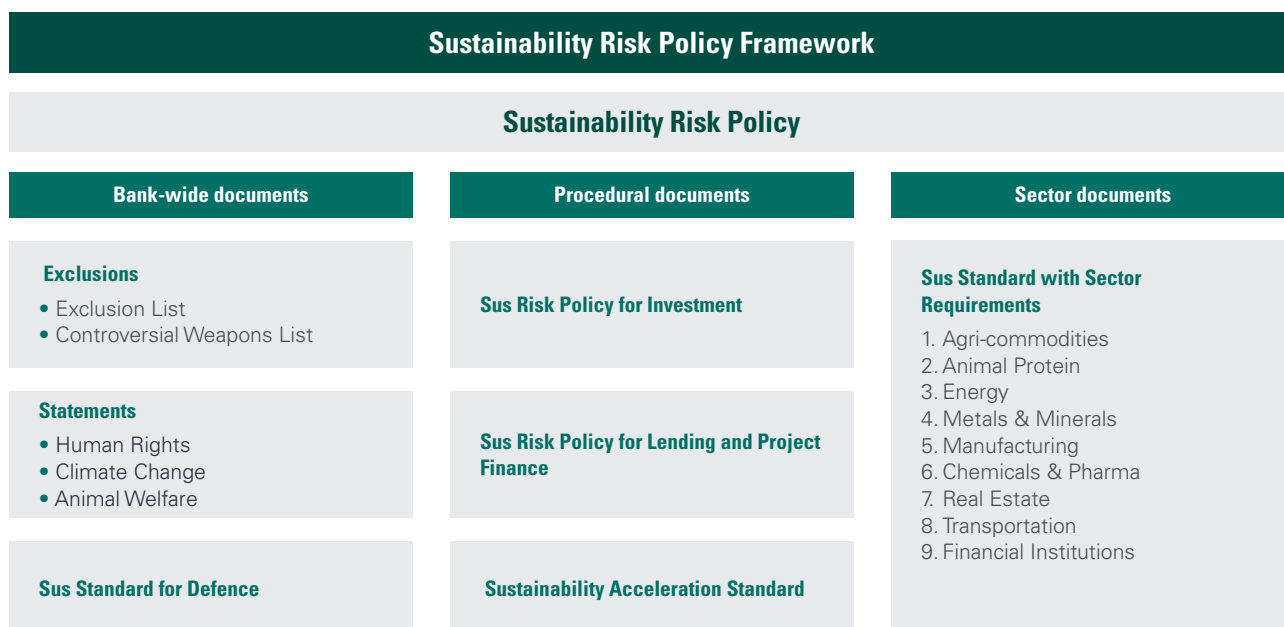 Sustainability Risk Policy Framework
Sustainability Risk Policy
Bank-wide documents
Exclusions
• Exclusion List
• Controversial Weapons List
Statements
• Human Rights
• Climate Change
• Animal Welfare
Sus Standard for Defence
Procedural documents
Sus Risk Policy for Investment
Sus Risk Policy for Lending and Project
Finance
Sustainability Acceleration Standard
Sector documents
Sus Standard with Sector
Requirements
1. Agri-commodities
2. Animal Protein
3. Energy
4. Metals & Minerals
5. Manufacturing
6. Chemicals & Pharma
7. Real Estate
8. Transportation
9. Financial Institutions